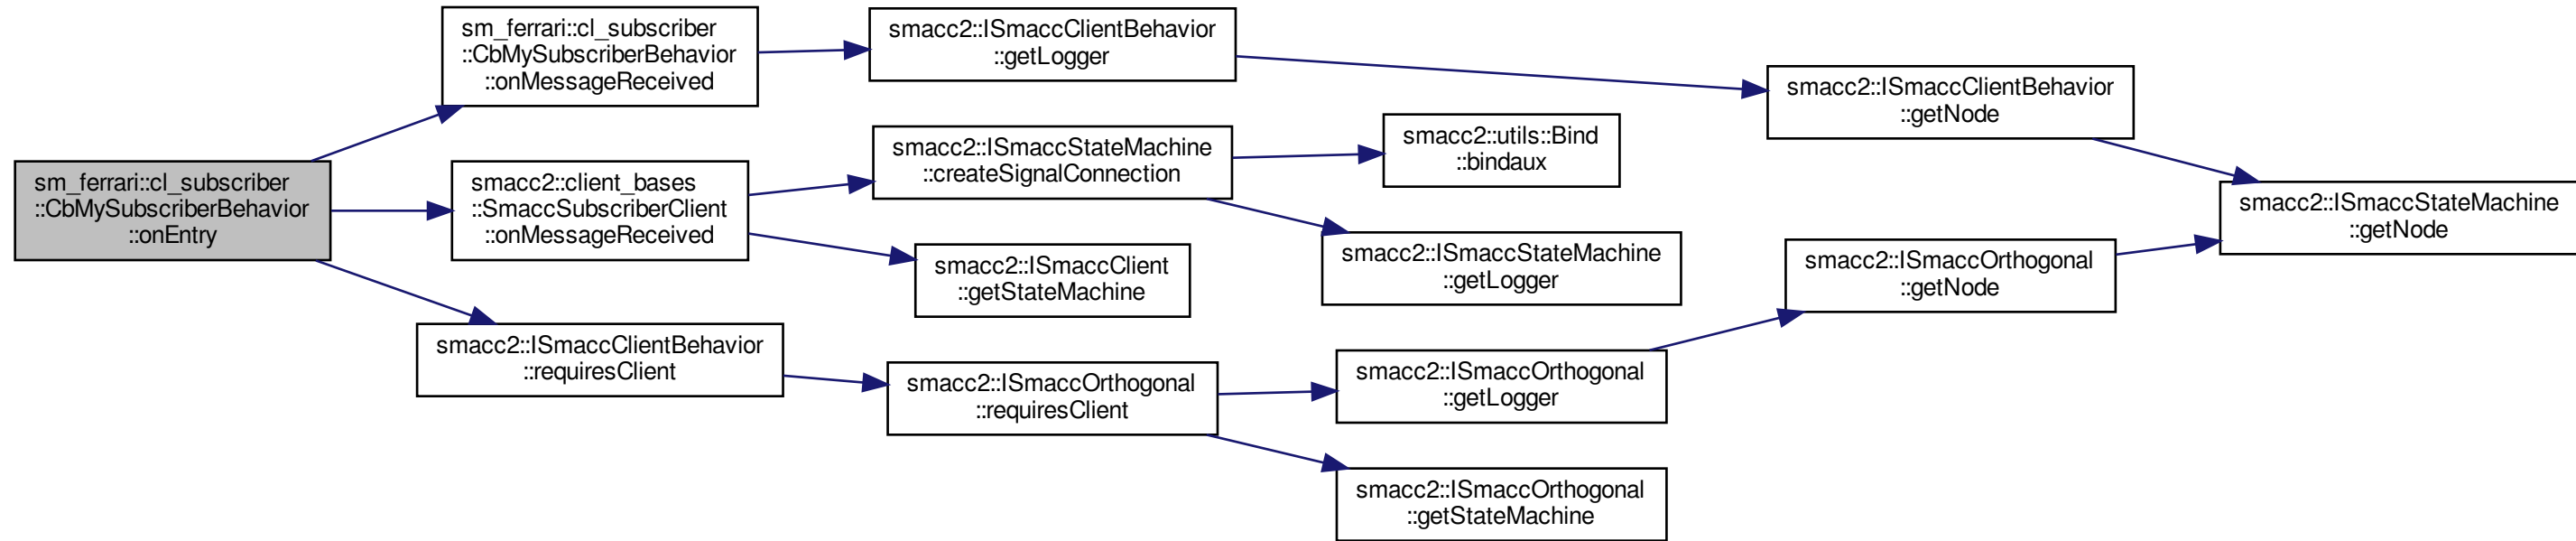 sm_ferrari::cl_subscriber
::CbMySubscriberBehavior
::onEntry
sm_ferrari::cl_subscriber
::CbMySubscriberBehavior
::onMessageReceived
smacc2::ISmaccClientBehavior
::getLogger
smacc2::ISmaccClientBehavior
::getNode
smacc2::ISmaccStateMachine
::getNode
smacc2::client_bases
::SmaccSubscriberClient
::onMessageReceived
smacc2::ISmaccStateMachine
::createSignalConnection
smacc2::utils::Bind
::bindaux
smacc2::ISmaccStateMachine
::getLogger
smacc2::ISmaccClient
::getStateMachine
smacc2::ISmaccClientBehavior
::requiresClient
smacc2::ISmaccOrthogonal
::requiresClient
smacc2::ISmaccOrthogonal
::getLogger
smacc2::ISmaccOrthogonal
::getNode
smacc2::ISmaccOrthogonal
::getStateMachine